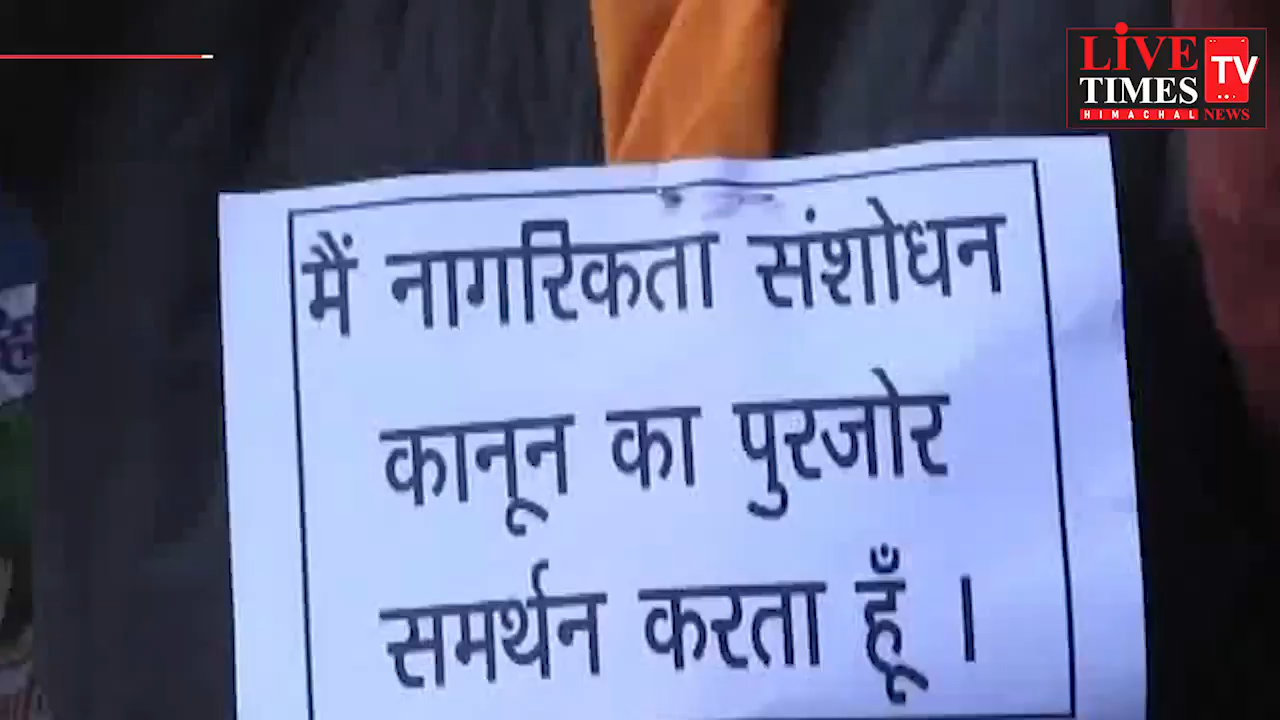 LIVE
TIMES TV
HIMACHAL NEWS
मैं नागरिकता संशोधन
कानून का पुरजोर
समर्थन करता हूँ ।